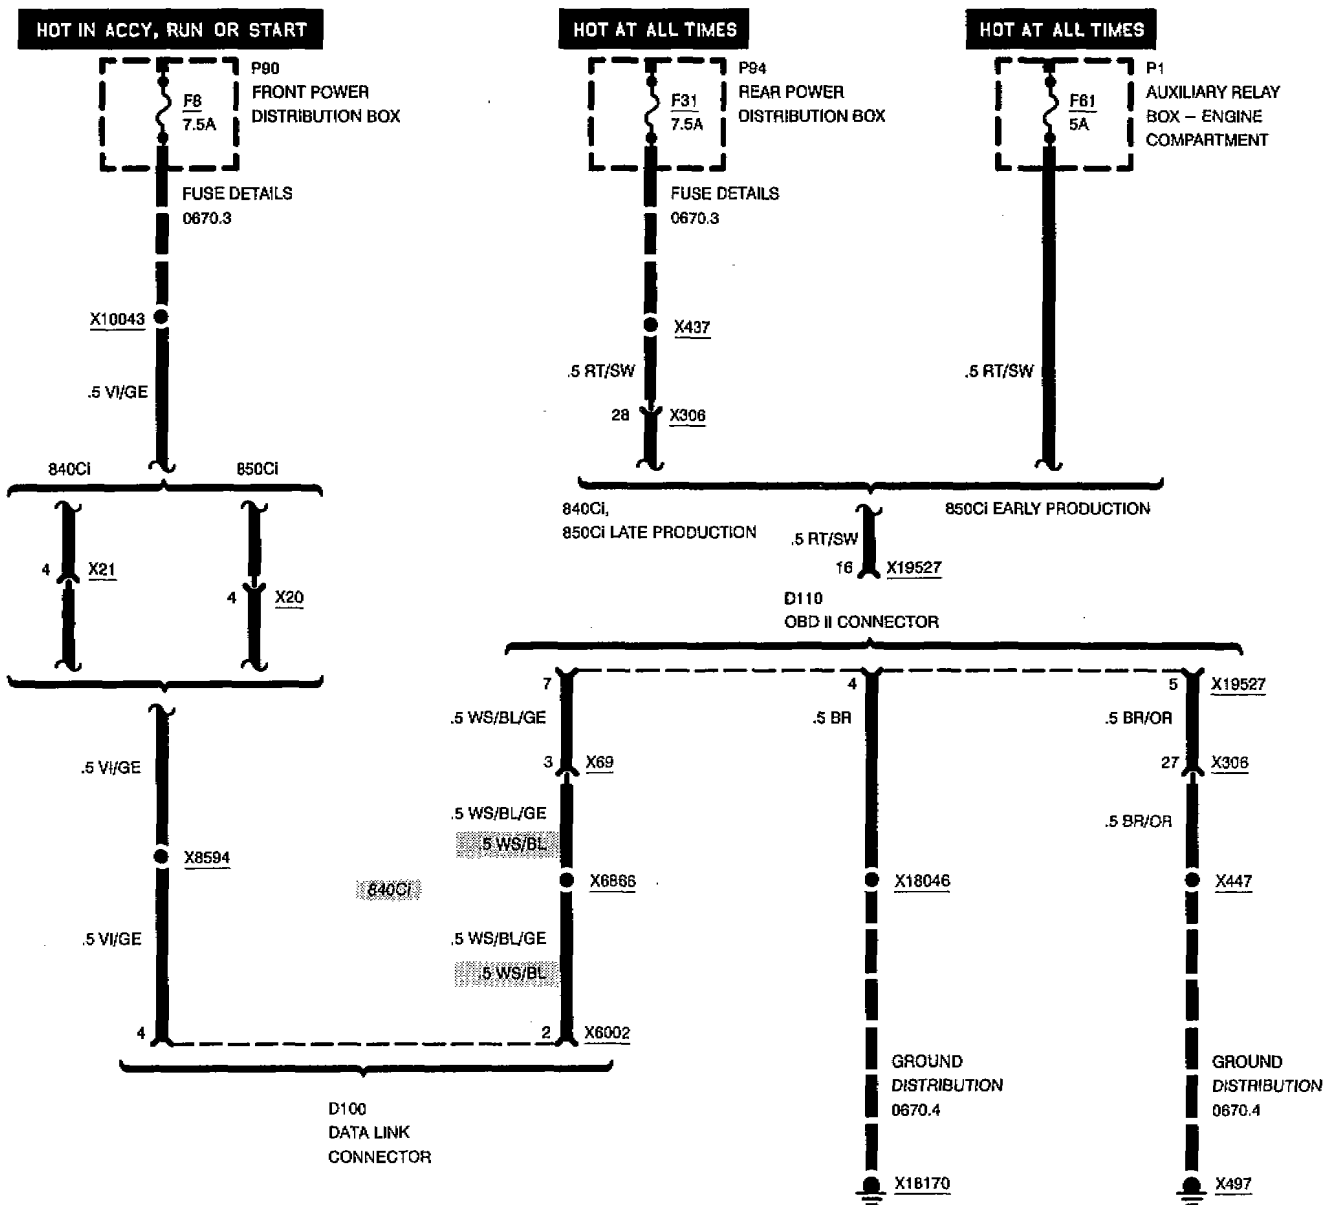 HOT IN ACCY, RUN OR START
HOT AT ALL TIMES
HOT AT ALL TIMES
P90
FRONT POWER
DISTRIBUTION BOX
F8
7.5A
P94
REAR POWER
DISTRIBUTION BOX
F31
7.5A
P1
AUXILIARY RELAY
BOX – ENGINE
COMPARTMENT
F61
5A
FUSE DETAILS
0670.3
FUSE DETAILS
0670.3
X10043
X437
.5 VI/GE
.5 RT/SW
.5 RT/SW
28
X306
840Ci
850Ci
840Ci,
850Ci LATE PRODUCTION
850Ci EARLY PRODUCTION
.5 RT/SW
16
X19527
4
X21
4
X20
D110
OBD II CONNECTOR
7
4
5
X19527
.5 WS/BL/GE
.5 BR
.5 BR/OR
.5 VI/GE
3
X69
27
X306
.5 WS/BL/GE
.5 BR/OR
.5 WS/BL
X8594
840Ci
X6866
X18046
X447
.5 VI/GE
.5 WS/BL/GE
.5 WS/BL
4
2
X6002
GROUND
DISTRIBUTION
0670.4
GROUND
DISTRIBUTION
0670.4
D100
DATA LINK
CONNECTOR
X18170
X497